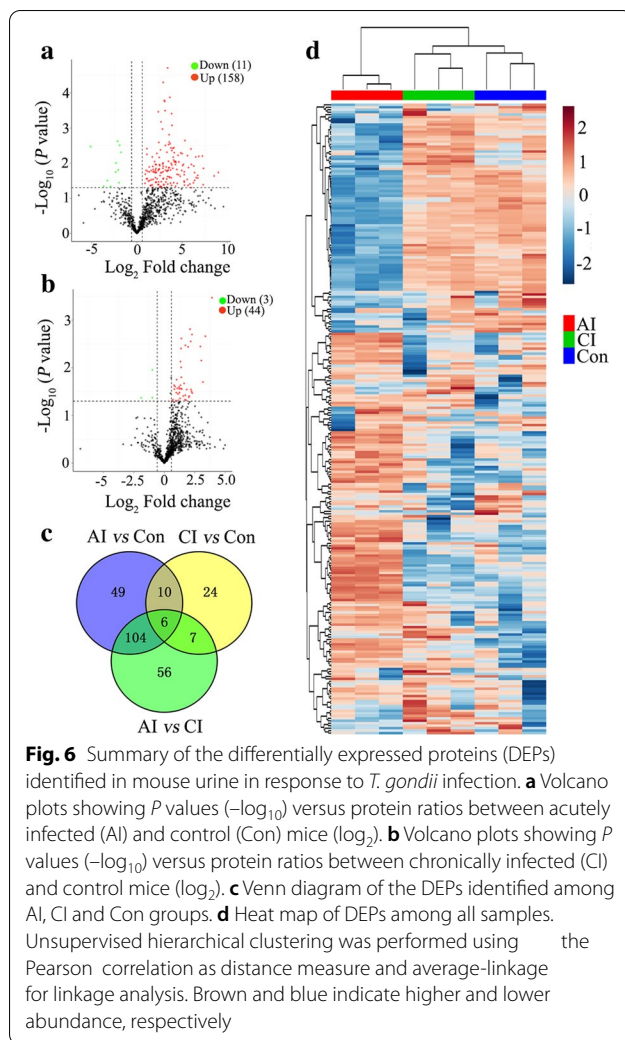 a
Down (11)
Up (158)
-Log10 (P value)
4
3
2
1
0
-5 0 5 10
Log2 Fold change
b
Down (3)
Up (44)
-Log10 (P value)
3
2
1
0
-5 -2.5 0 2.5 5.0
Log2 Fold change
c
AI vs Con CI vs Con
49 10 24
6
104 7
56
AI vs CI
d
2
1
0
-1
-2
AI
CI
Con
Fig. 6 Summary of the differentially expressed proteins (DEPs)
identified in mouse urine in response to T. gondii infection. a Volcano
plots showing P values (–log10) versus protein ratios between acutely
infected (AI) and control (Con) mice (log2). b Volcano plots showing P
values (–log10) versus protein ratios between chronically infected (CI)
and control mice (log2). c Venn diagram of the DEPs identified among
AI, CI and Con groups. d Heat map of DEPs among all samples.
Unsupervised hierarchical clustering was performed using the
Pearson correlation as distance measure and average-linkage
for linkage analysis. Brown and blue indicate higher and lower
abundance, respectively